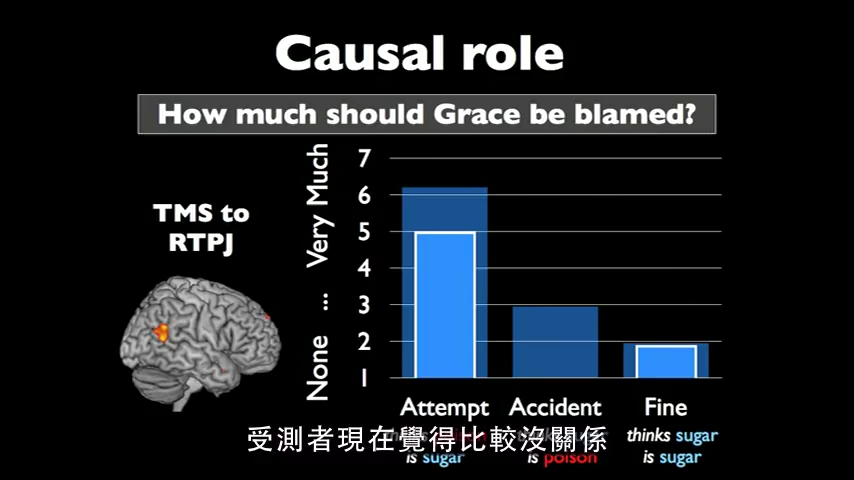 Causal role
How much should Grace be blamed?
TMS to
RTPJ
None ... Very Much
7
6
5
4
3
2
1
Attempt Accident Fine
thinks sugar
is sugar is poison is sugar
受測者現在覺得比較沒關係